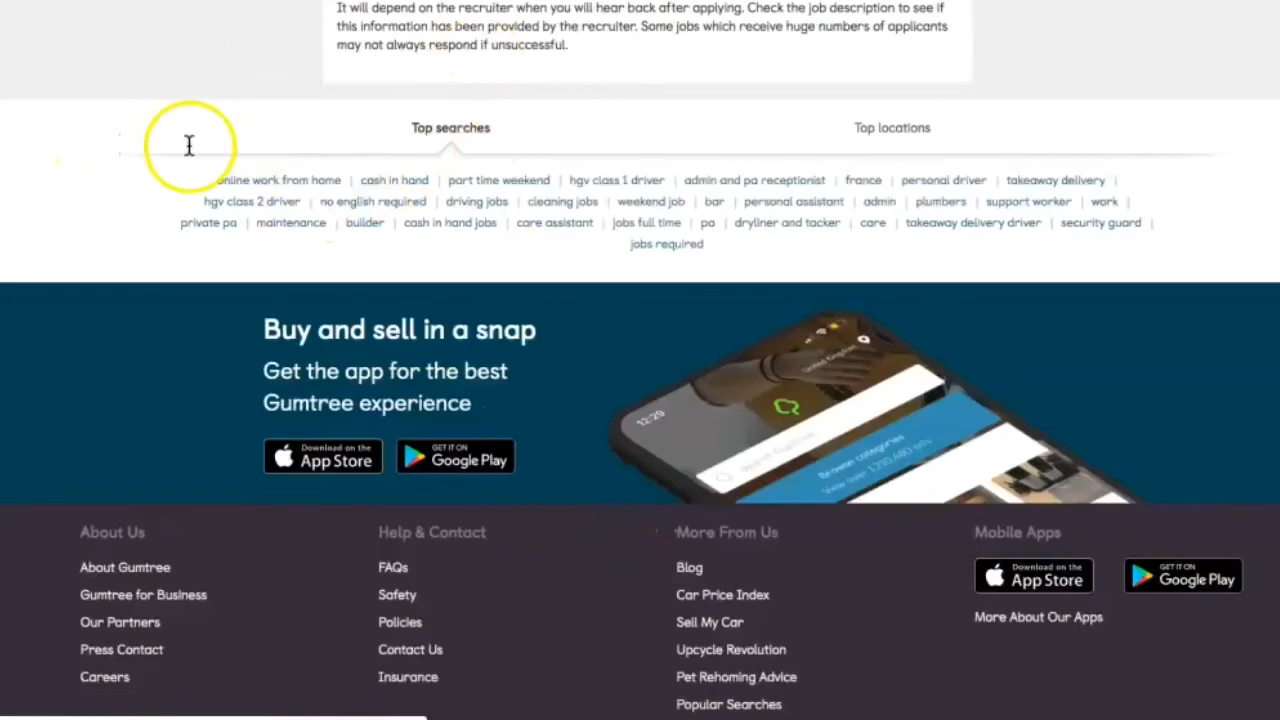 It will depend on the recruiter when you will hear back after applying. Check the job description to see if
this information has been provided by the recruiter. Some jobs which receive huge numbers of applicants
may not always respond if unsuccessful.
Top searches
Top locations
online work from home | cash in hand | part time weekend | hgv class 1 driver | admin and pa receptionist | france | personal driver | takeaway delivery |
hgv class 2 driver | no english required | driving jobs | cleaning jobs | weekend job | bar | personal assistant | admin | plumbers | support worker | work |
private pa | maintenance | builder | cash in hand jobs | care assistant | jobs full time | pa | dryliner and tacker | care | takeaway delivery driver | security guard |
jobs required
Buy and sell in a snap
Get the app for the best
Gumtree experience
Download on the
App Store
GET IT ON
Google Play
12:29
United Kingdom
Browse categories
About Us
About Gumtree
Gumtree for Business
Our Partners
Press Contact
Careers
Help & Contact
FAQs
Safety
Policies
Contact Us
Insurance
More From Us
Blog
Car Price Index
Sell My Car
Upcycle Revolution
Pet Rehoming Advice
Popular Searches
Mobile Apps
Download on the
App Store
GET IT ON
Google Play
More About Our Apps